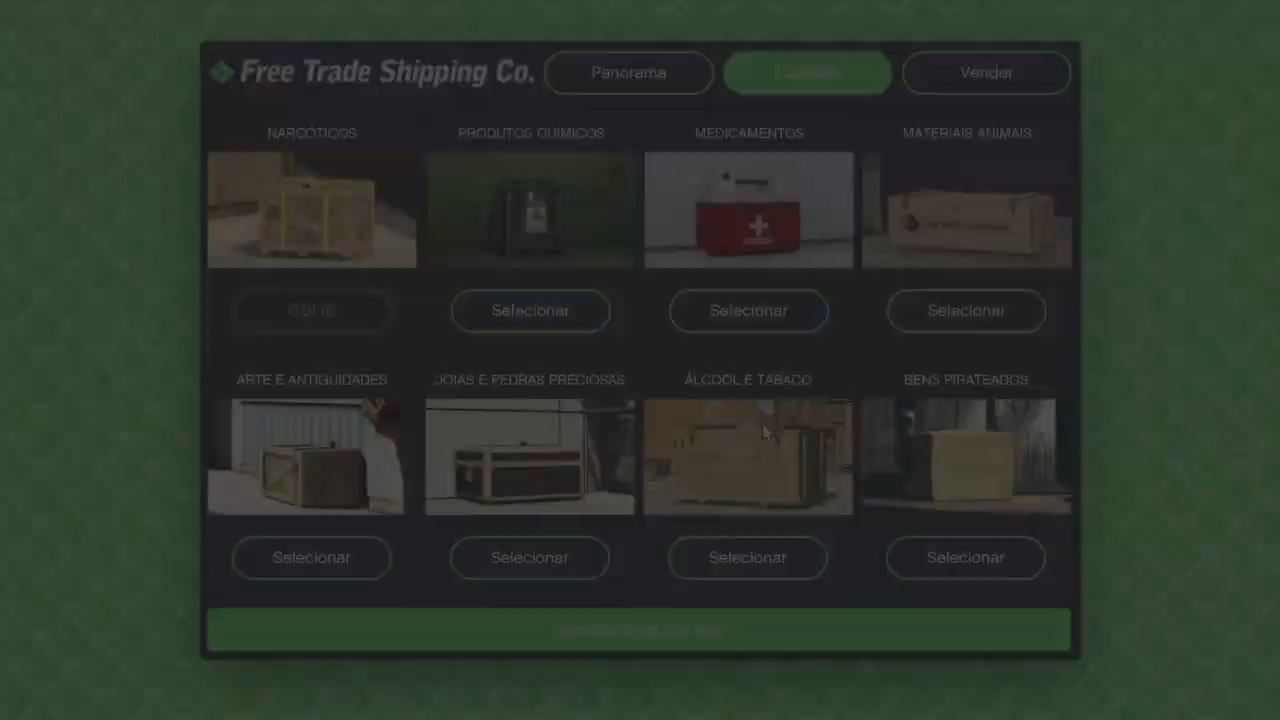 Free Trade Shipping Co.
Panorama
Vender
NARCÓTICOS
PRODUTOS QUÍMICOS
MEDICAMENTOS
MATERIAIS ANIMAIS
Selecionar
Selecionar
Selecionar
ARTE E ANTIGUIDADES
JOIAS E PEDRAS PRECIOSAS
ÁLCOOL E TABACO
BENS PIRATEADOS
Selecionar
Selecionar
Selecionar
Selecionar